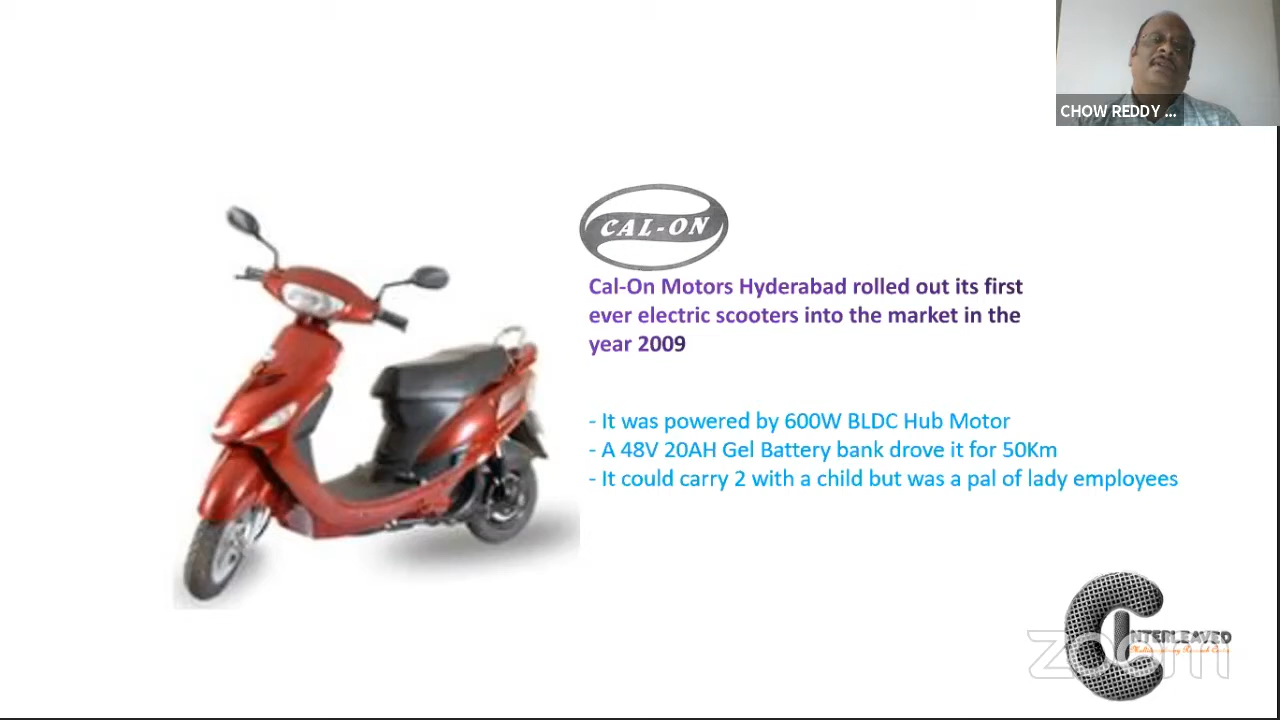 CHOW REDDY ...
CAL-ON
Cal-On Motors Hyderabad rolled out its first
ever electric scooters into the market in the
year 2009
- It was powered by 600W BLDC Hub Motor
- A 48V 20AH Gel Battery bank drove it for 50Km
- It could carry 2 with a child but was a pal of lady employees
INTERLEAVED
zoom